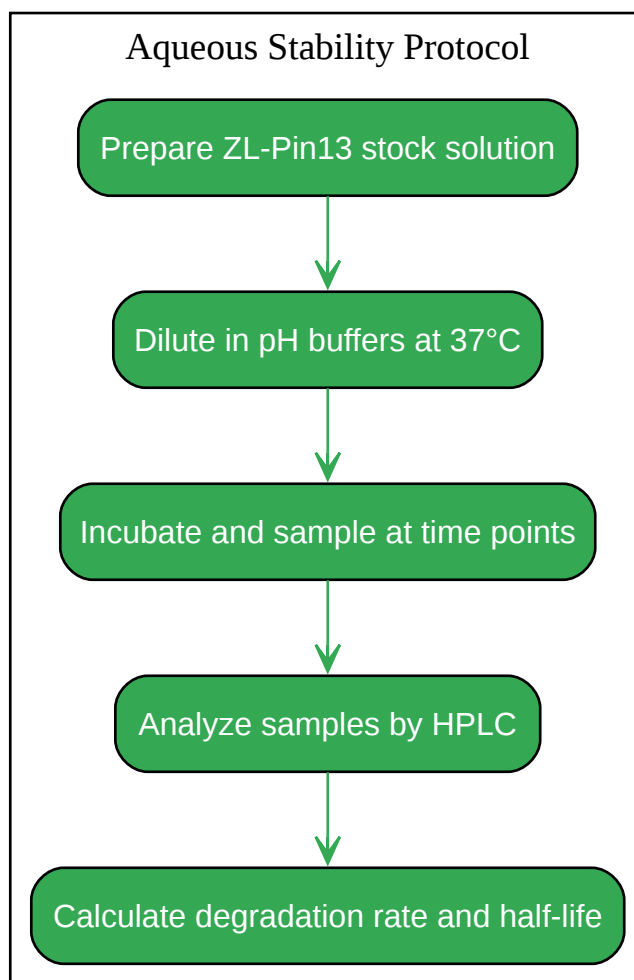 Aqueous Stability Protocol
Prepare ZL-Pin13 stock solution
Dilute in pH buffers at 37°C
Incubate and sample at time points
Analyze samples by HPLC
Calculate degradation rate and half-life